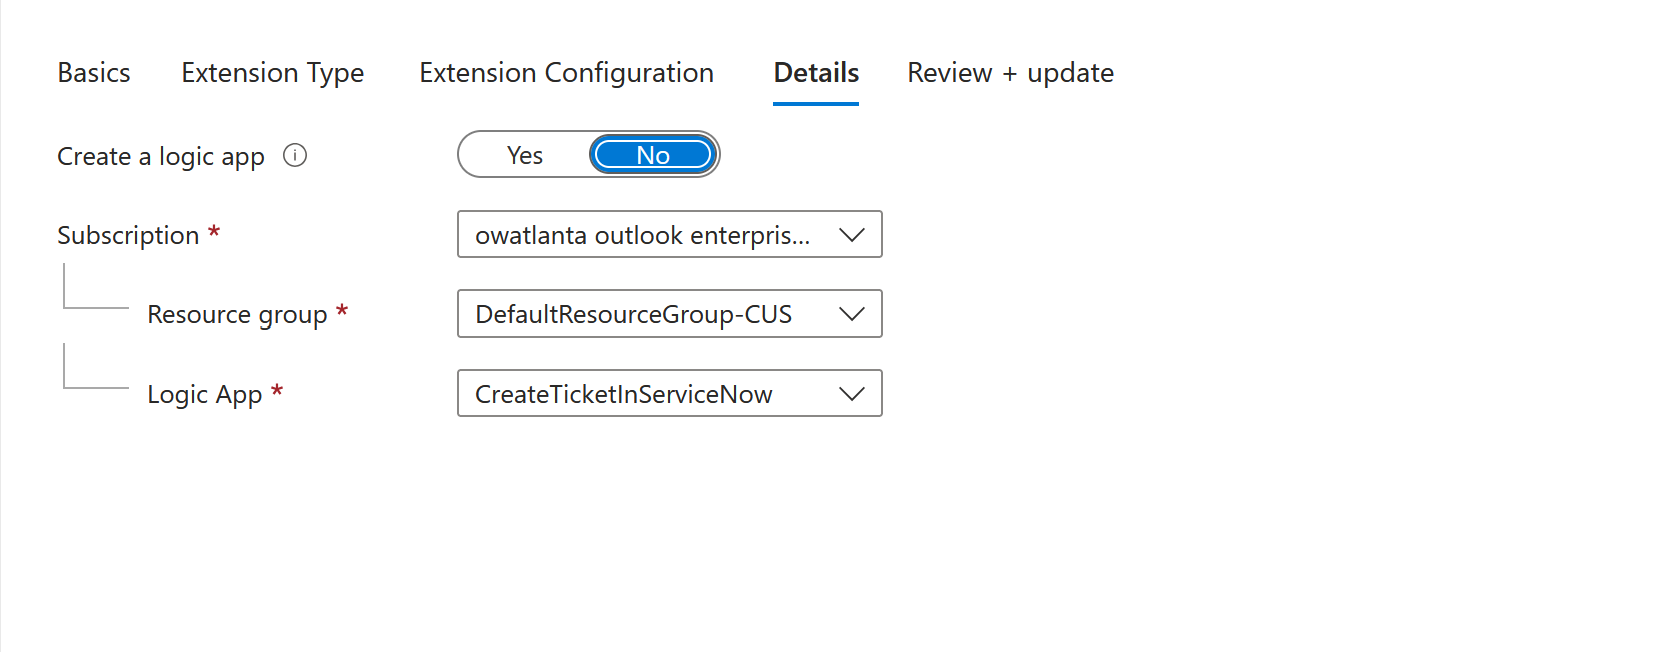 Basics Extension Type Extension Configuration Details Review + update
Create a logic app Yes No
Subscription * owatlanta outlook enterpris...
Resource group * DefaultResourceGroup-CUS
Logic App * CreateTicketInServiceNow